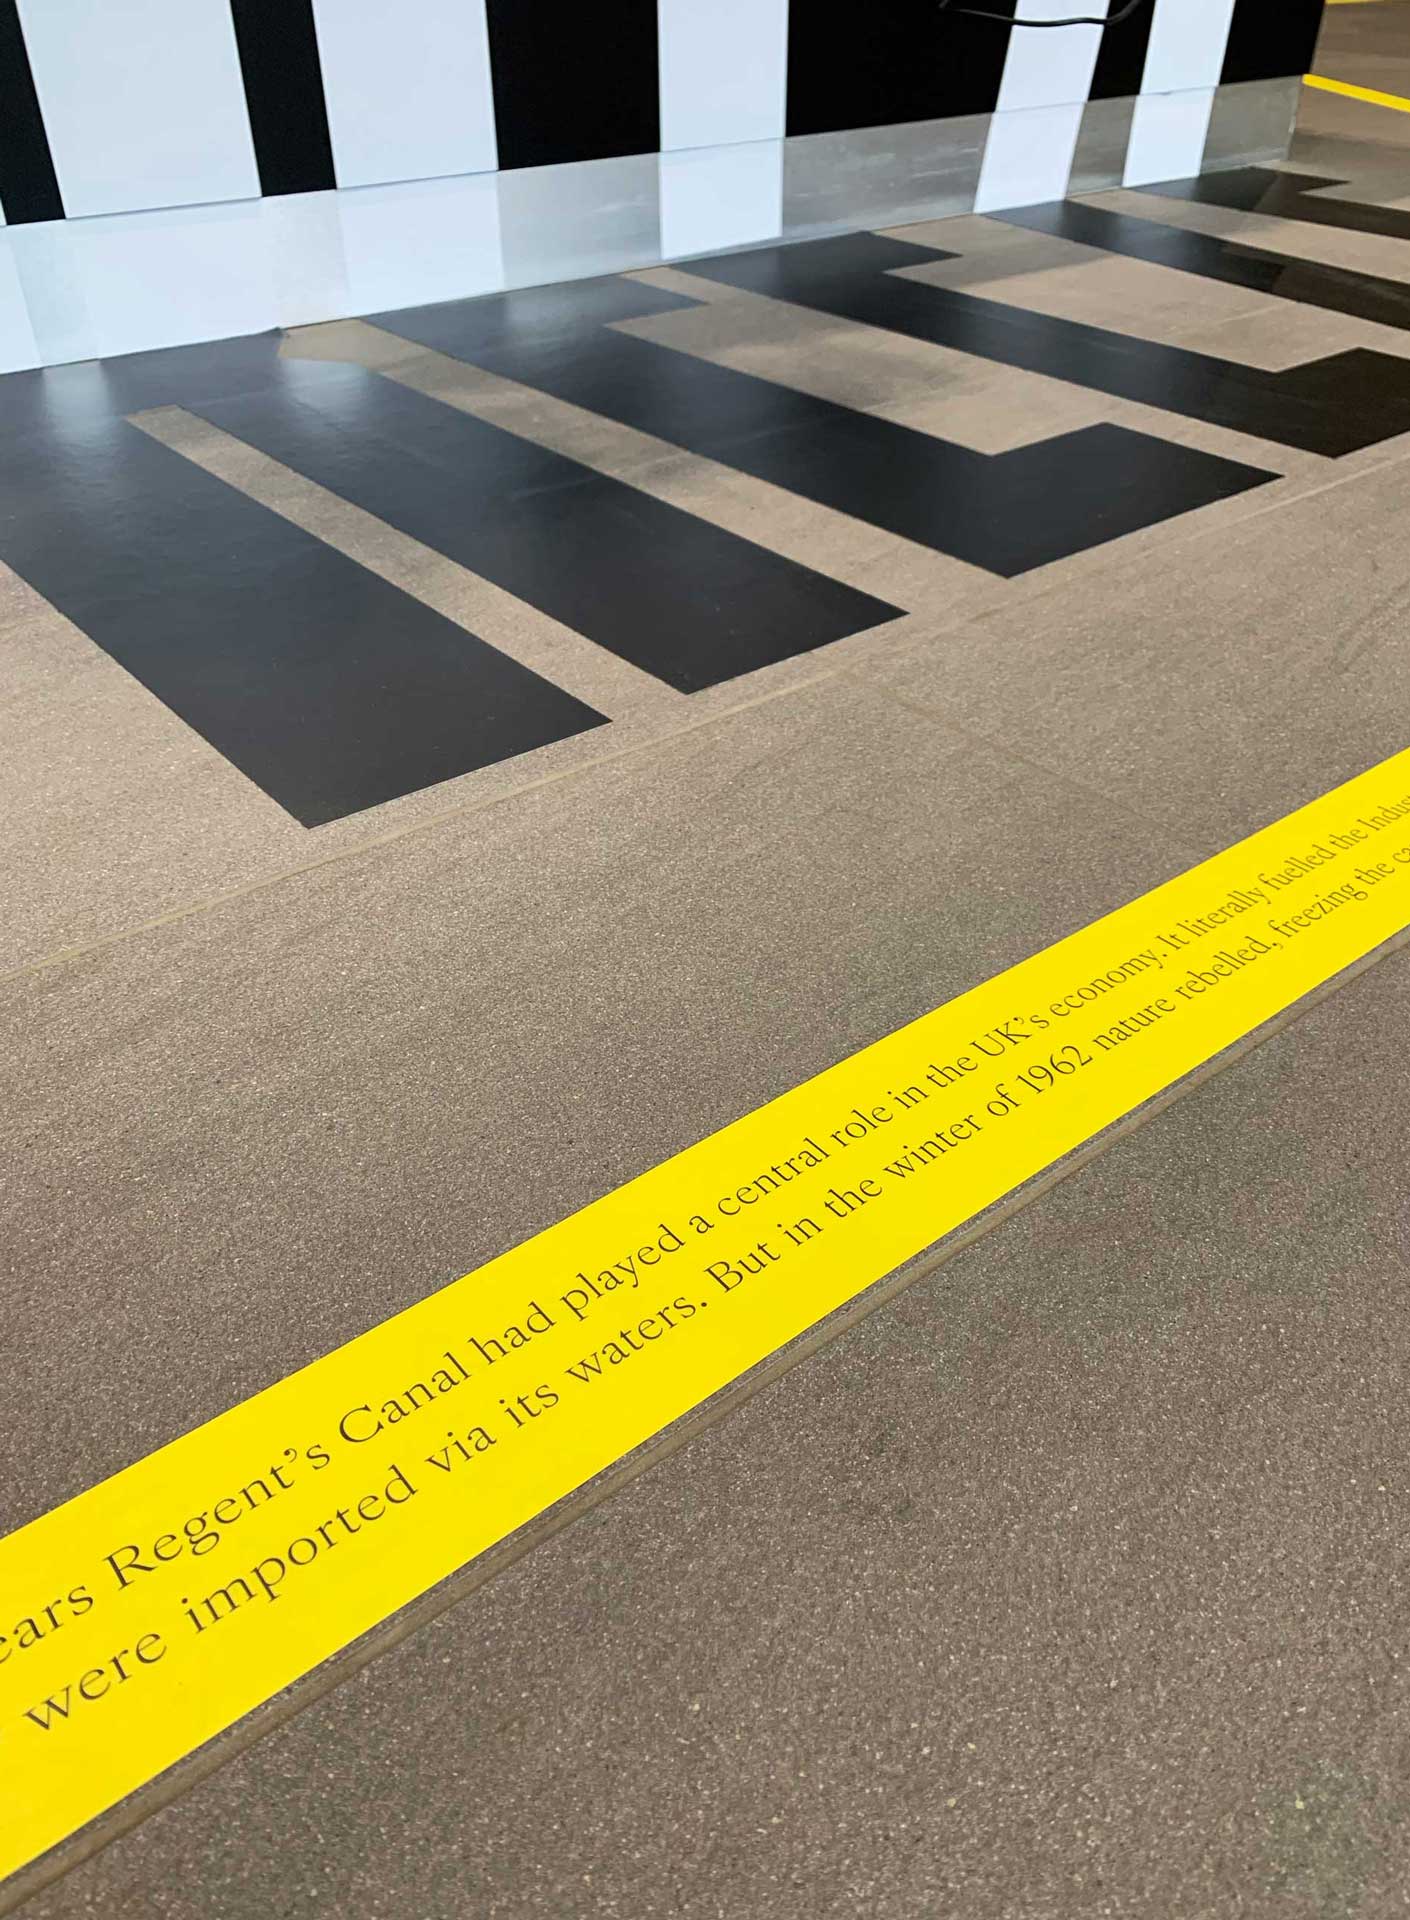 Regent's Canal had played a central role in the UK's economy. It literally fuelled the
were imported via its waters. But in the winter of 1962 nature rebelled, freezing the